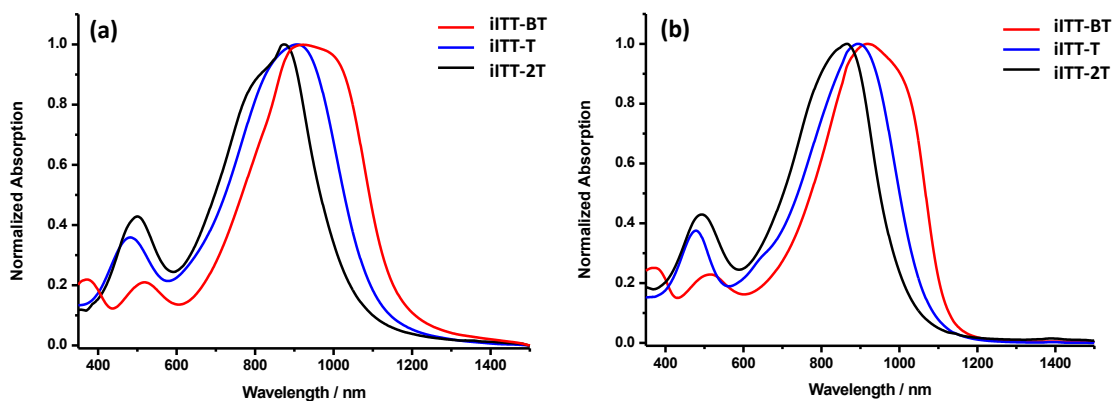 (a)
iITT-BT
iITT-T
iITT-2T
Normalized Absorption
1.0
0.8
0.6
0.4
0.2
0.0
400 600 800 1000 1200 1400
Wavelength / nm
(b)
iITT-BT
iITT-T
iITT-2T
Normalized Absorption
1.0
0.8
0.6
0.4
0.2
0.0
400 600 800 1000 1200 1400
Wavelength / nm